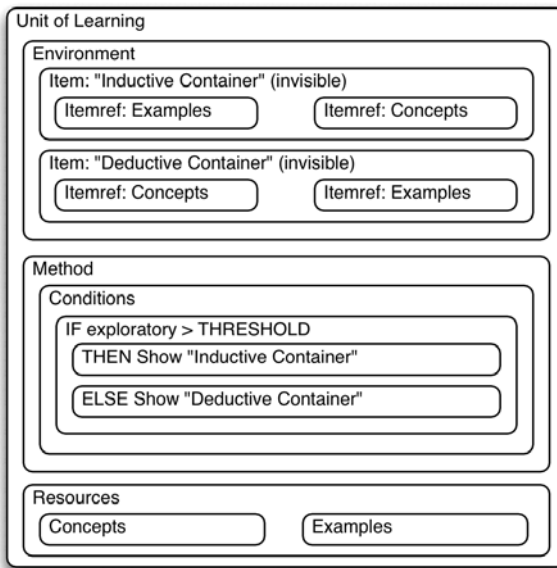 Unit of Learning
Environment
Item: "Inductive Container" (invisible)
Itemref: Examples
Itemref: Concepts
Item: "Deductive Container" (invisible)
Itemref: Concepts
Itemref: Examples
Method
Conditions
IF exploratory > THRESHOLD
THEN Show "Inductive Container"
ELSE Show "Deductive Container"
Resources
Concepts
Examples